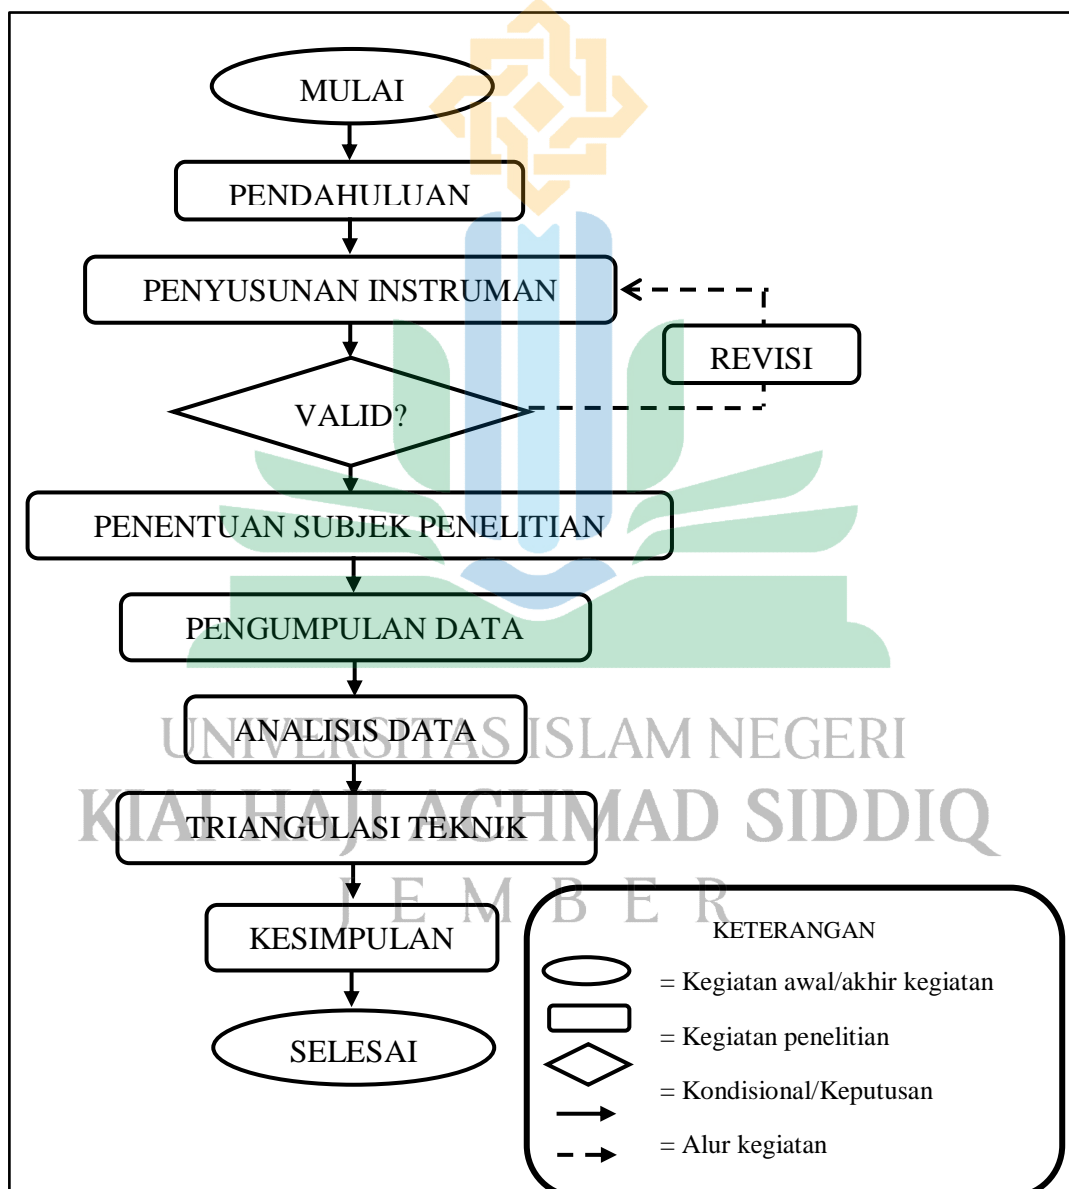 MULAI
PENDAHULUAN
PENYUSUNAN INSTRUMAN
REVISI
VALID?
PENENTUAN SUBJEK PENELITIAN
PENGUMPULAN DATA
ANALISIS DATA
UNIVERSITAS ISLAM NEGERI
TRIANGULASI TEKNIK
KIAI HAJI ACHMAD SIDDIQ
JEMBER
KESIMPULAN
SELESAI
KETERANGAN
= Kegiatan awal/akhir kegiatan
= Kegiatan penelitian
= Kondisional/Keputusan
= Alur kegiatan